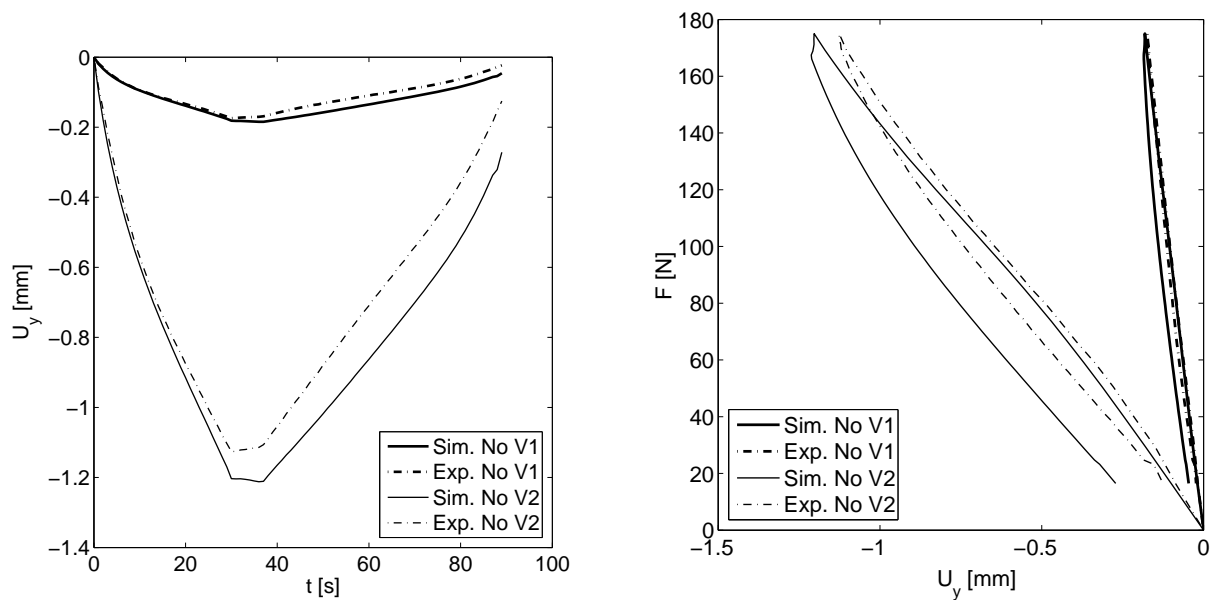 0
−0.2
−0.4
−0.6
−0.8
−1
−1.2
−1.4
U_y [mm]
0 20 40 60 80 100
t [s]
Sim. No V1
Exp. No V1
Sim. No V2
Exp. No V2
180
160
140
120
100
80
60
40
20
0
F [N]
−1.5 −1 −0.5 0
U_y [mm]
Sim. No V1
Exp. No V1
Sim. No V2
Exp. No V2